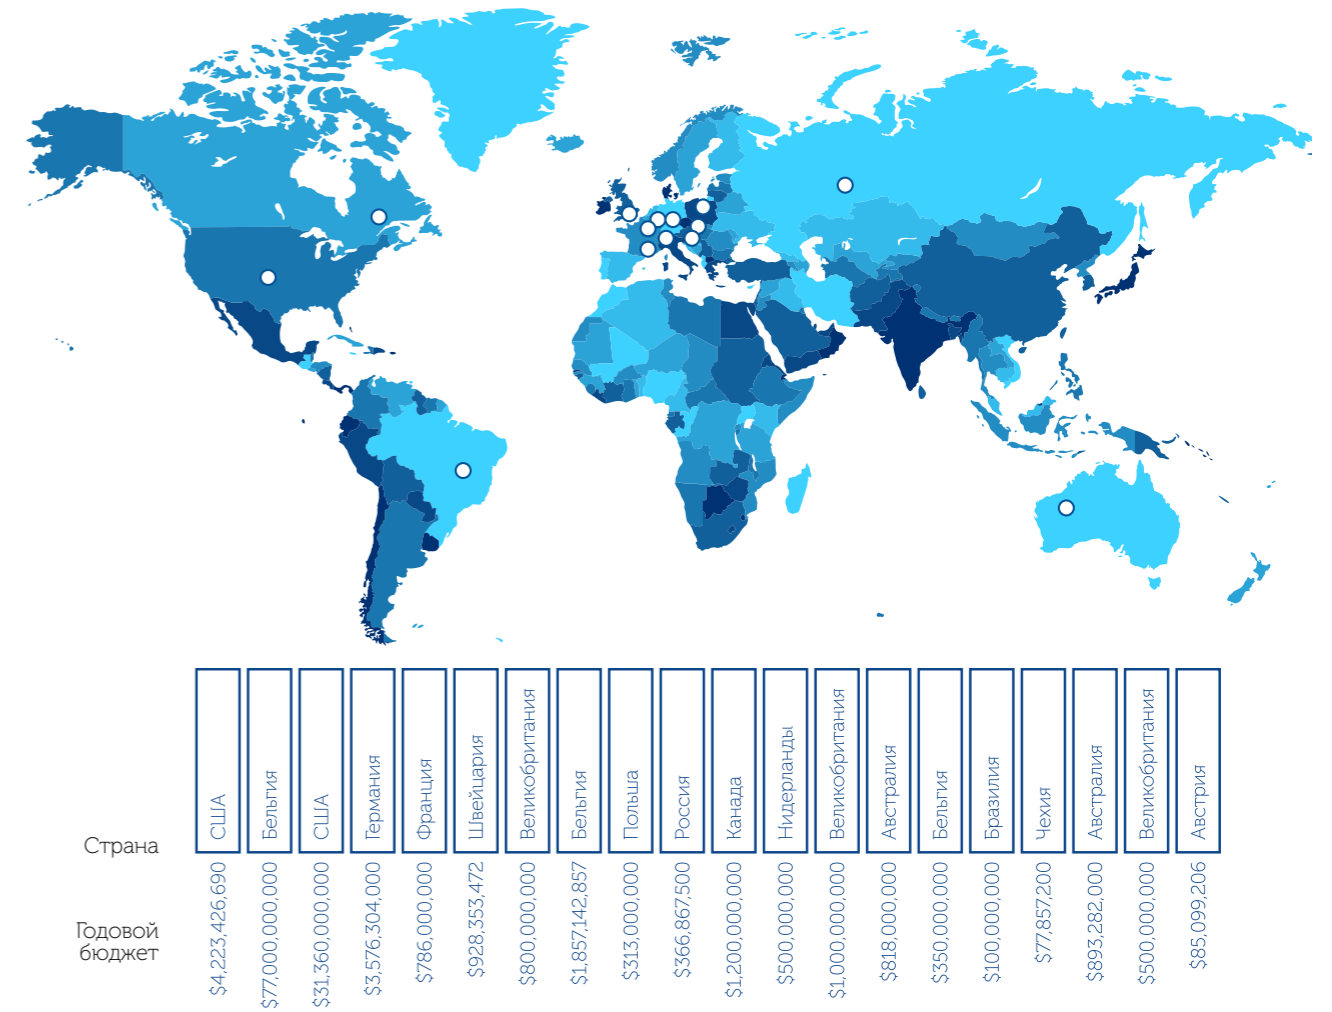 Страна
США
Бельгия
США
Германия
Франция
Швейцария
Великобритания
Бельгия
Польша
Россия
Канада
Нидерланды
Великобритания
Австралия
Бельгия
Бразилия
Чехия
Австралия
Великобритания
Австрия
Годовой
бюджет
$4,223,426,690
$77,000,000,000
$31,360,000,000
$3,576,304,000
$786,000,000
$928,353,472
$800,000,000
$1,857,142,857
$313,000,000
$366,867,500
$1,200,000,000
$500,000,000
$1,000,000,000
$818,000,000
$350,000,000
$100,000,000
$77,857,200
$893,282,000
$500,000,000
$85,099,206